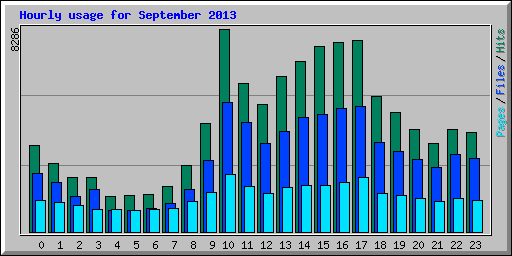 Hourly usage for September 2013
8286
Pages/Files/Hits
0 1 2 3 4 5 6 7 8 9 10 11 12 13 14 15 16 17 18 19 20 21 22 23